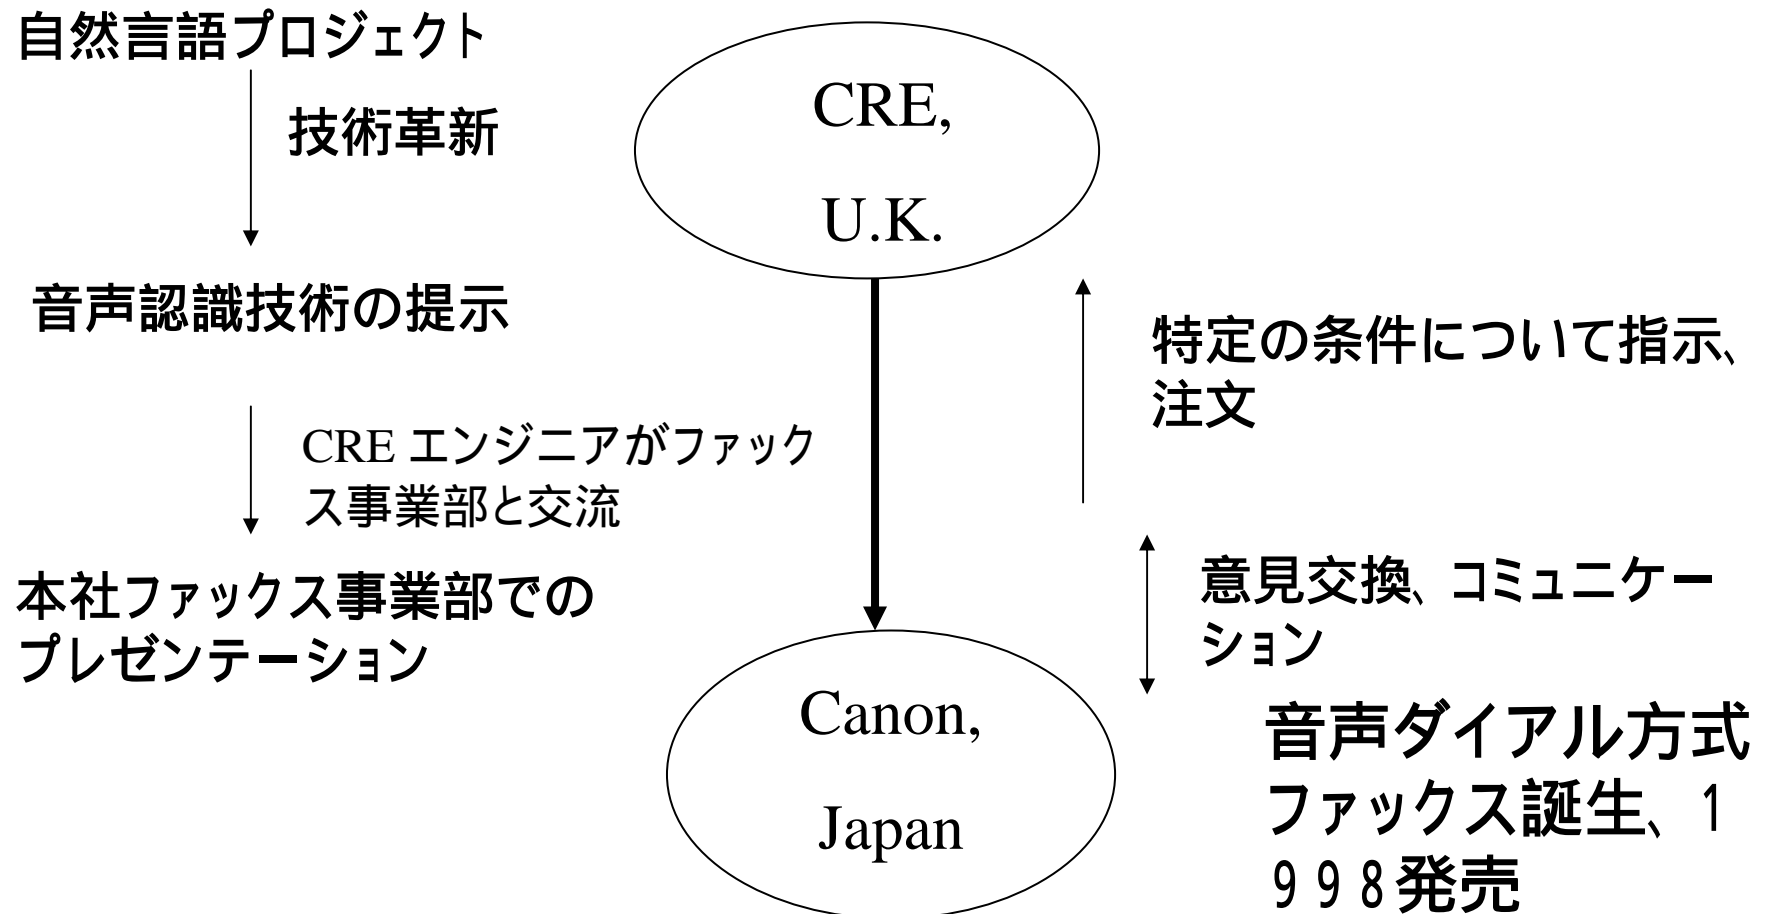 自然言語プロジェクト
技術革新
音声認識技術の提示
CRE エンジニアがファック
ス事業部と交流
本社ファックス事業部での
プレゼンテーション
CRE,
U.K.
Canon,
Japan
特定の条件について指示、
注文
意見交換、コミュニケー
ション
音声ダイアル方式
ファックス誕生、1
９９８発売